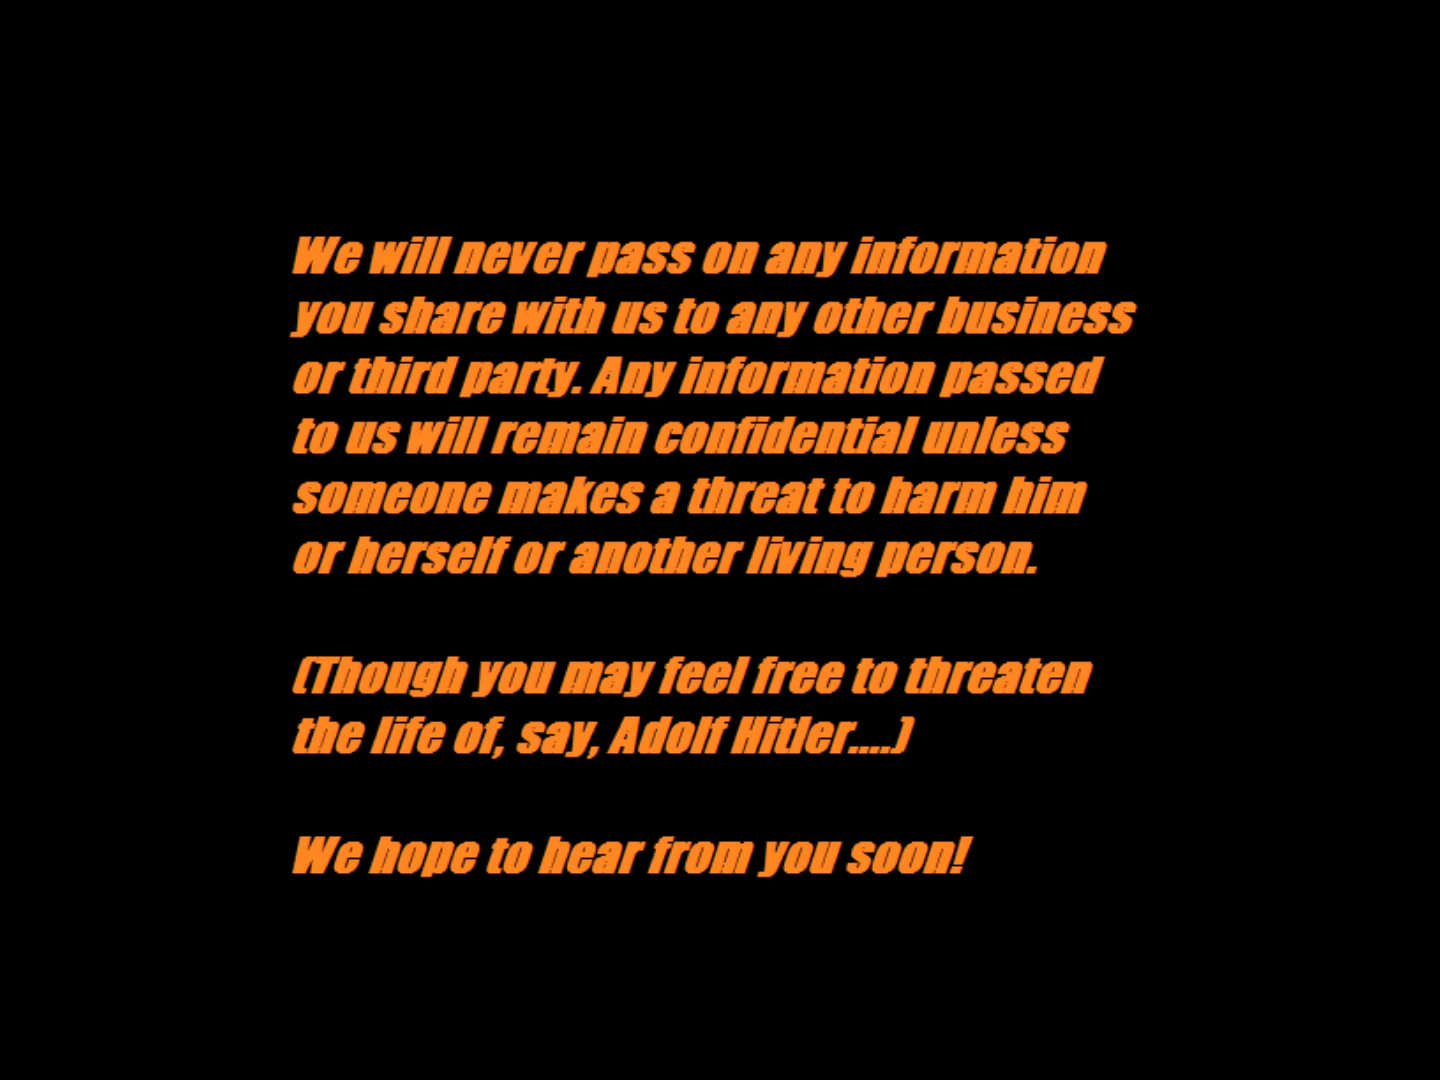 We will never pass on any information
you share with us to any other business
or third party. Any information passed
to us will remain confidential unless
someone makes a threat to harm him
or herself or another living person.
(Though you may feel free to threaten
the life of, say, Adolf Hitler....)
We hope to hear from you soon!